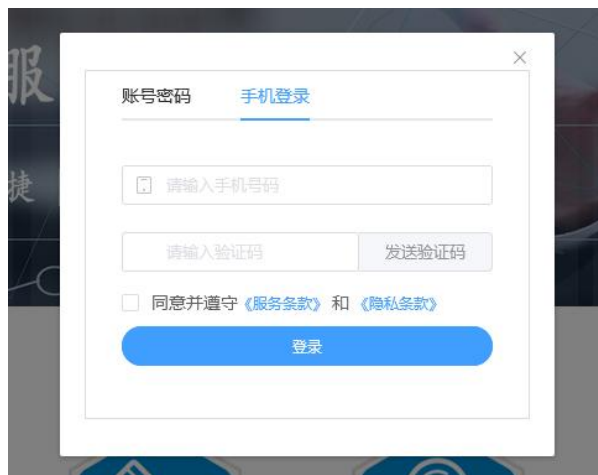 服
捷
账号密码 手机登录
请输入手机号码
请输入验证码 发送验证码
同意并遵守《服务条款》 和 《隐私条款》
登录